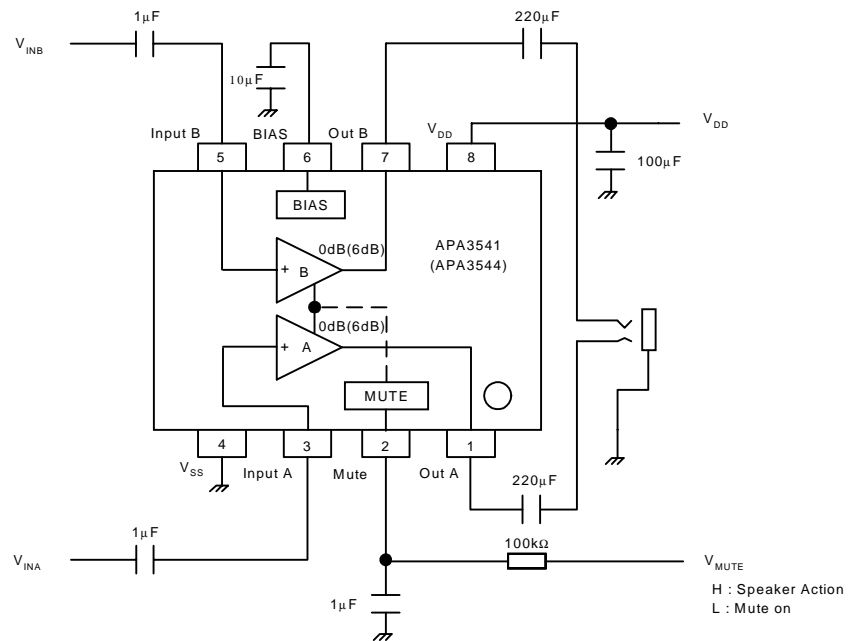 1μF
220μF
V_INB
10μF
Input B
BIAS
Out B
V_DD
V_DD
5
6
7
8
100μF
BIAS
0dB(6dB)
APA3541
(APA3544)
+ B
0dB(6dB)
+ A
MUTE
4
3
2
1
V_SS
Input A
Mute
Out A
220μF
1μF
V_INA
100kΩ
V_MUTE
1μF
H : Speaker Action
L : Mute on